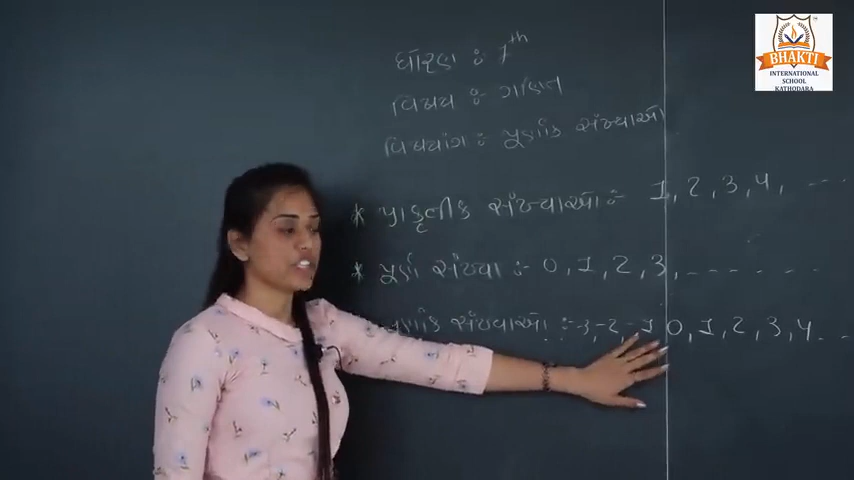 ધોરણ : 7th
વિષય : ગણિત
વિષયાંગ : પૂર્ણાંક સંખ્યાઓ
* પ્રાકૃતીક સંખ્યાઓ :- 1, 2, 3, 4, ....
* પૂર્ણ સંખ્યા :- 0, 1, 2, 3, .......
પૂર્ણાંક સંખ્યાઓ :- -3, -2, -1 0, 1, 2, 3, 4 ....
BHAKTI
INTERNATIONAL
SCHOOL
KATHODARA